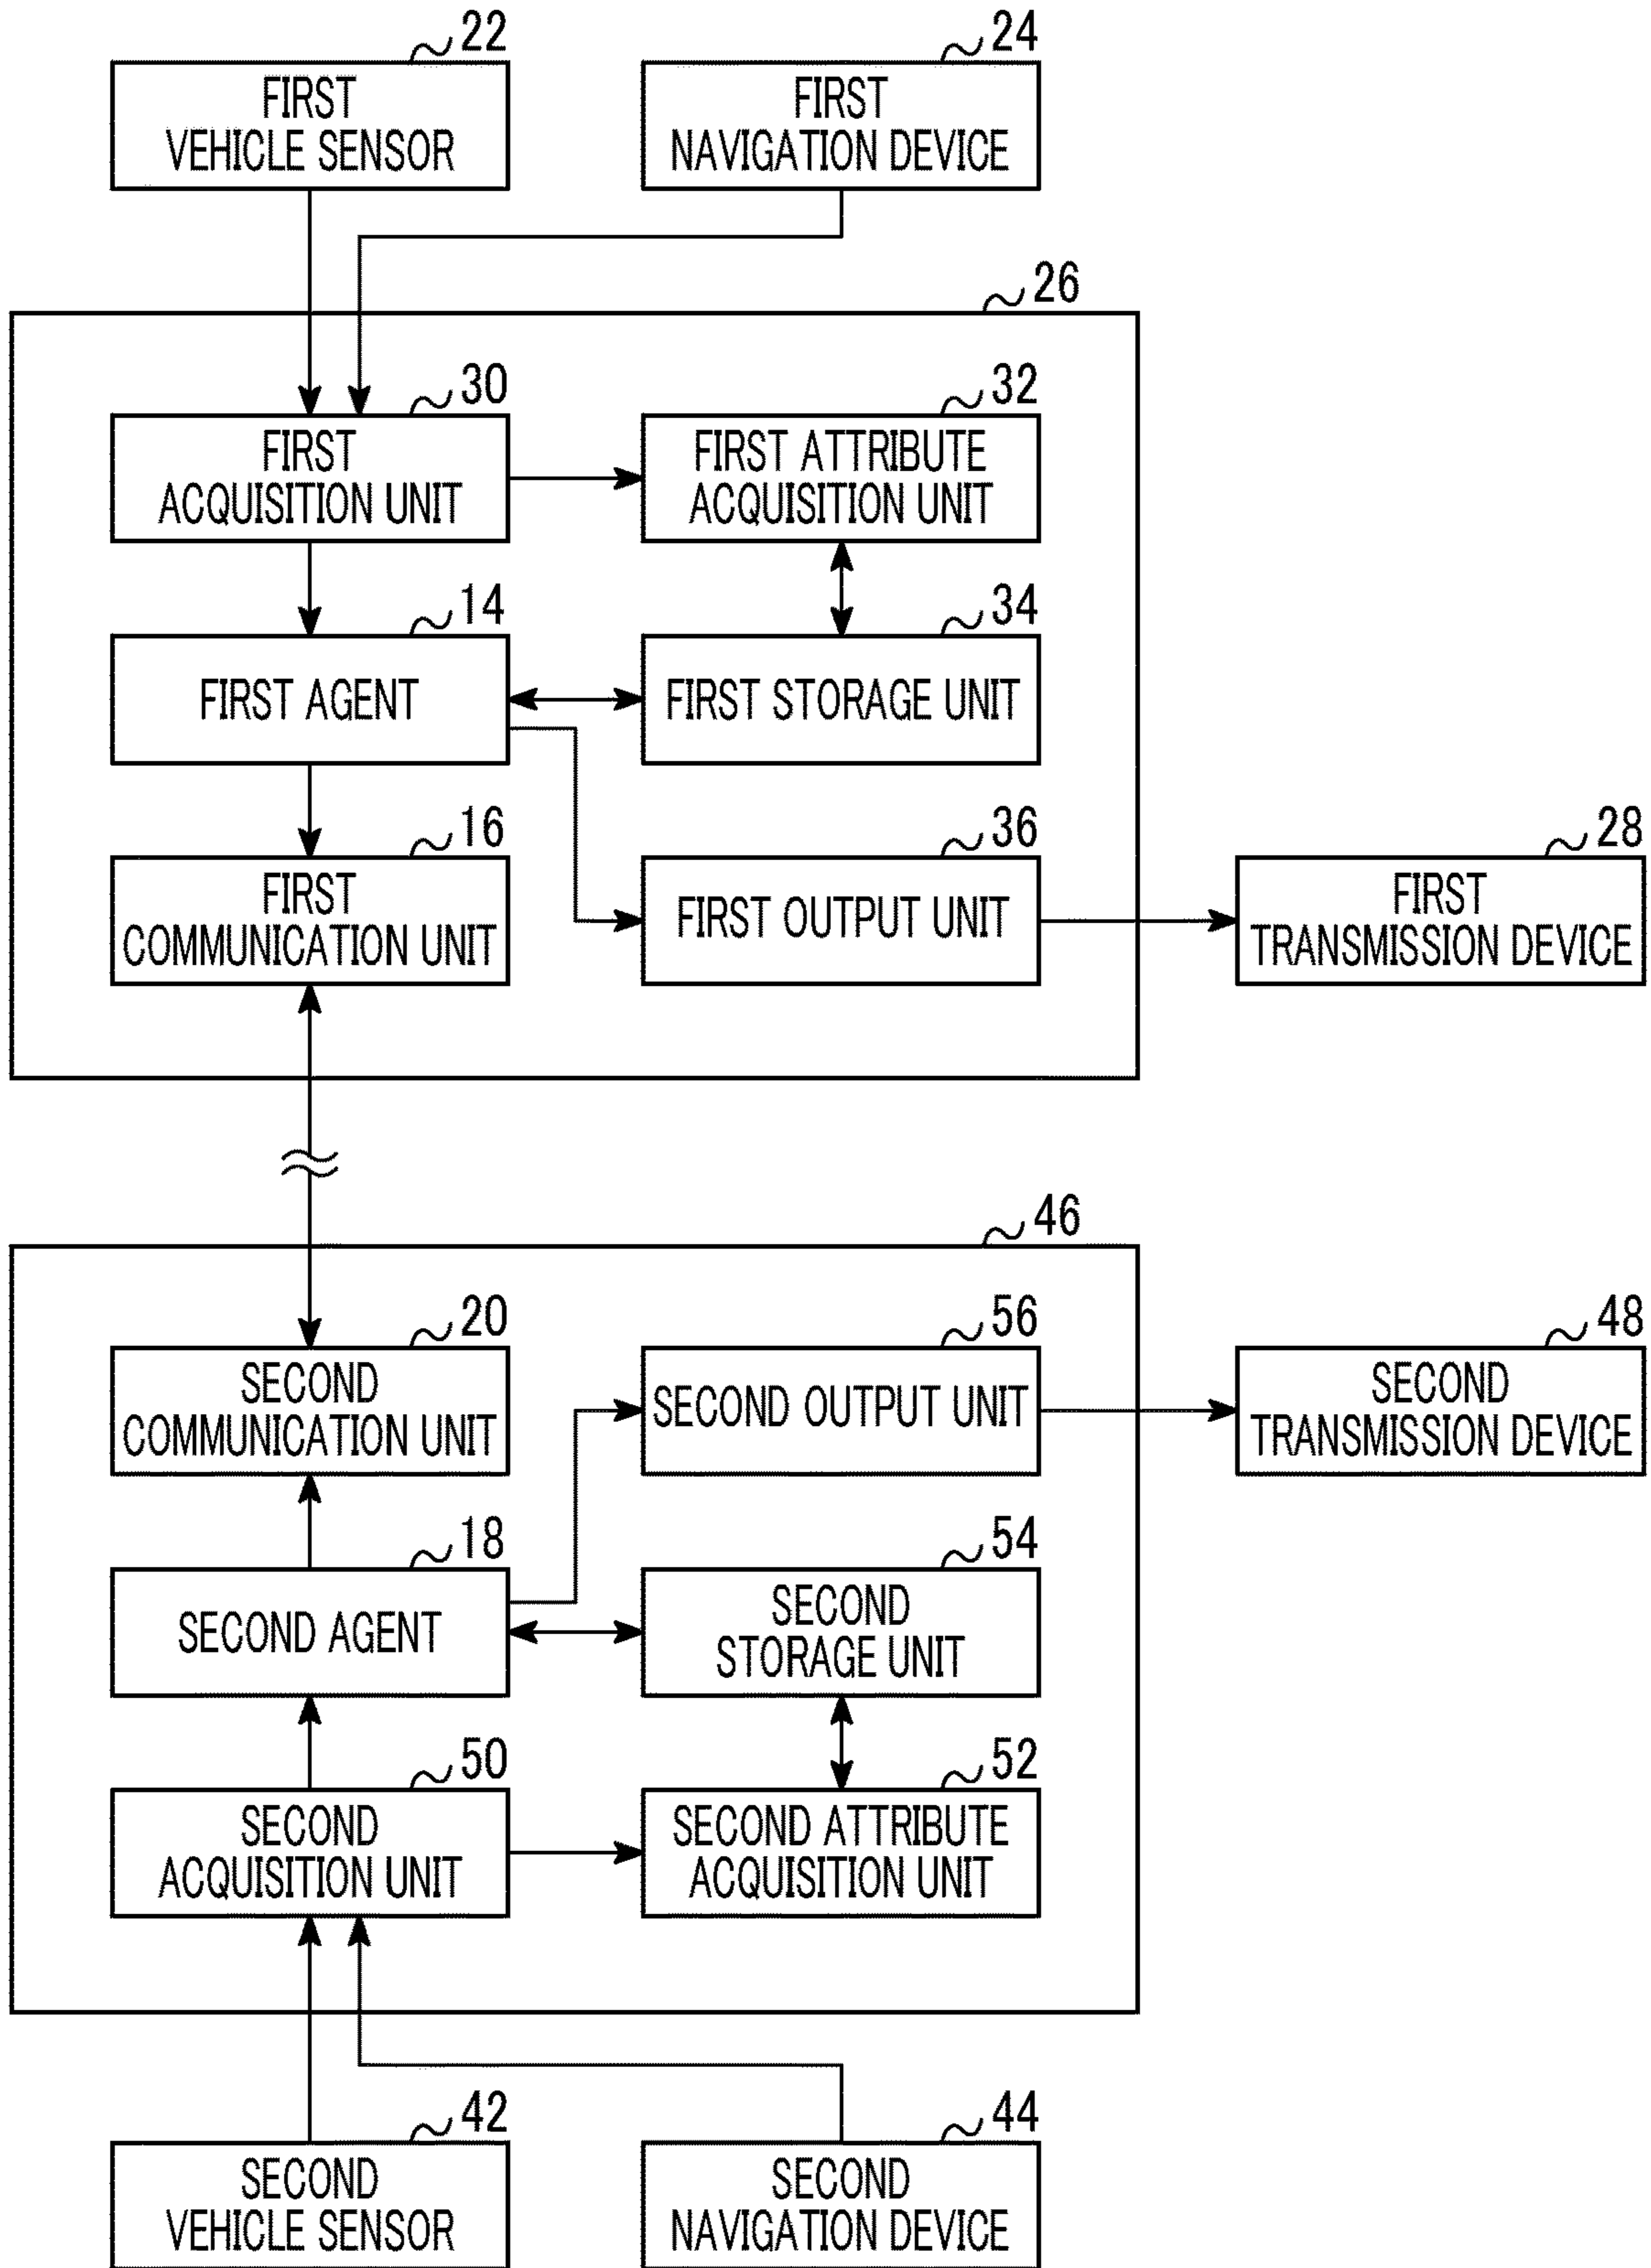 22
FIRST
VEHICLE SENSOR
24
FIRST
NAVIGATION DEVICE
26
30
FIRST
ACQUISITION UNIT
32
FIRST ATTRIBUTE
ACQUISITION UNIT
14
FIRST AGENT
34
FIRST STORAGE UNIT
16
FIRST
COMMUNICATION UNIT
36
FIRST OUTPUT UNIT
28
FIRST
TRANSMISSION DEVICE
46
20
SECOND
COMMUNICATION UNIT
56
SECOND OUTPUT UNIT
48
SECOND
TRANSMISSION DEVICE
18
SECOND AGENT
54
SECOND
STORAGE UNIT
50
SECOND
ACQUISITION UNIT
52
SECOND ATTRIBUTE
ACQUISITION UNIT
42
SECOND
VEHICLE SENSOR
44
SECOND
NAVIGATION DEVICE